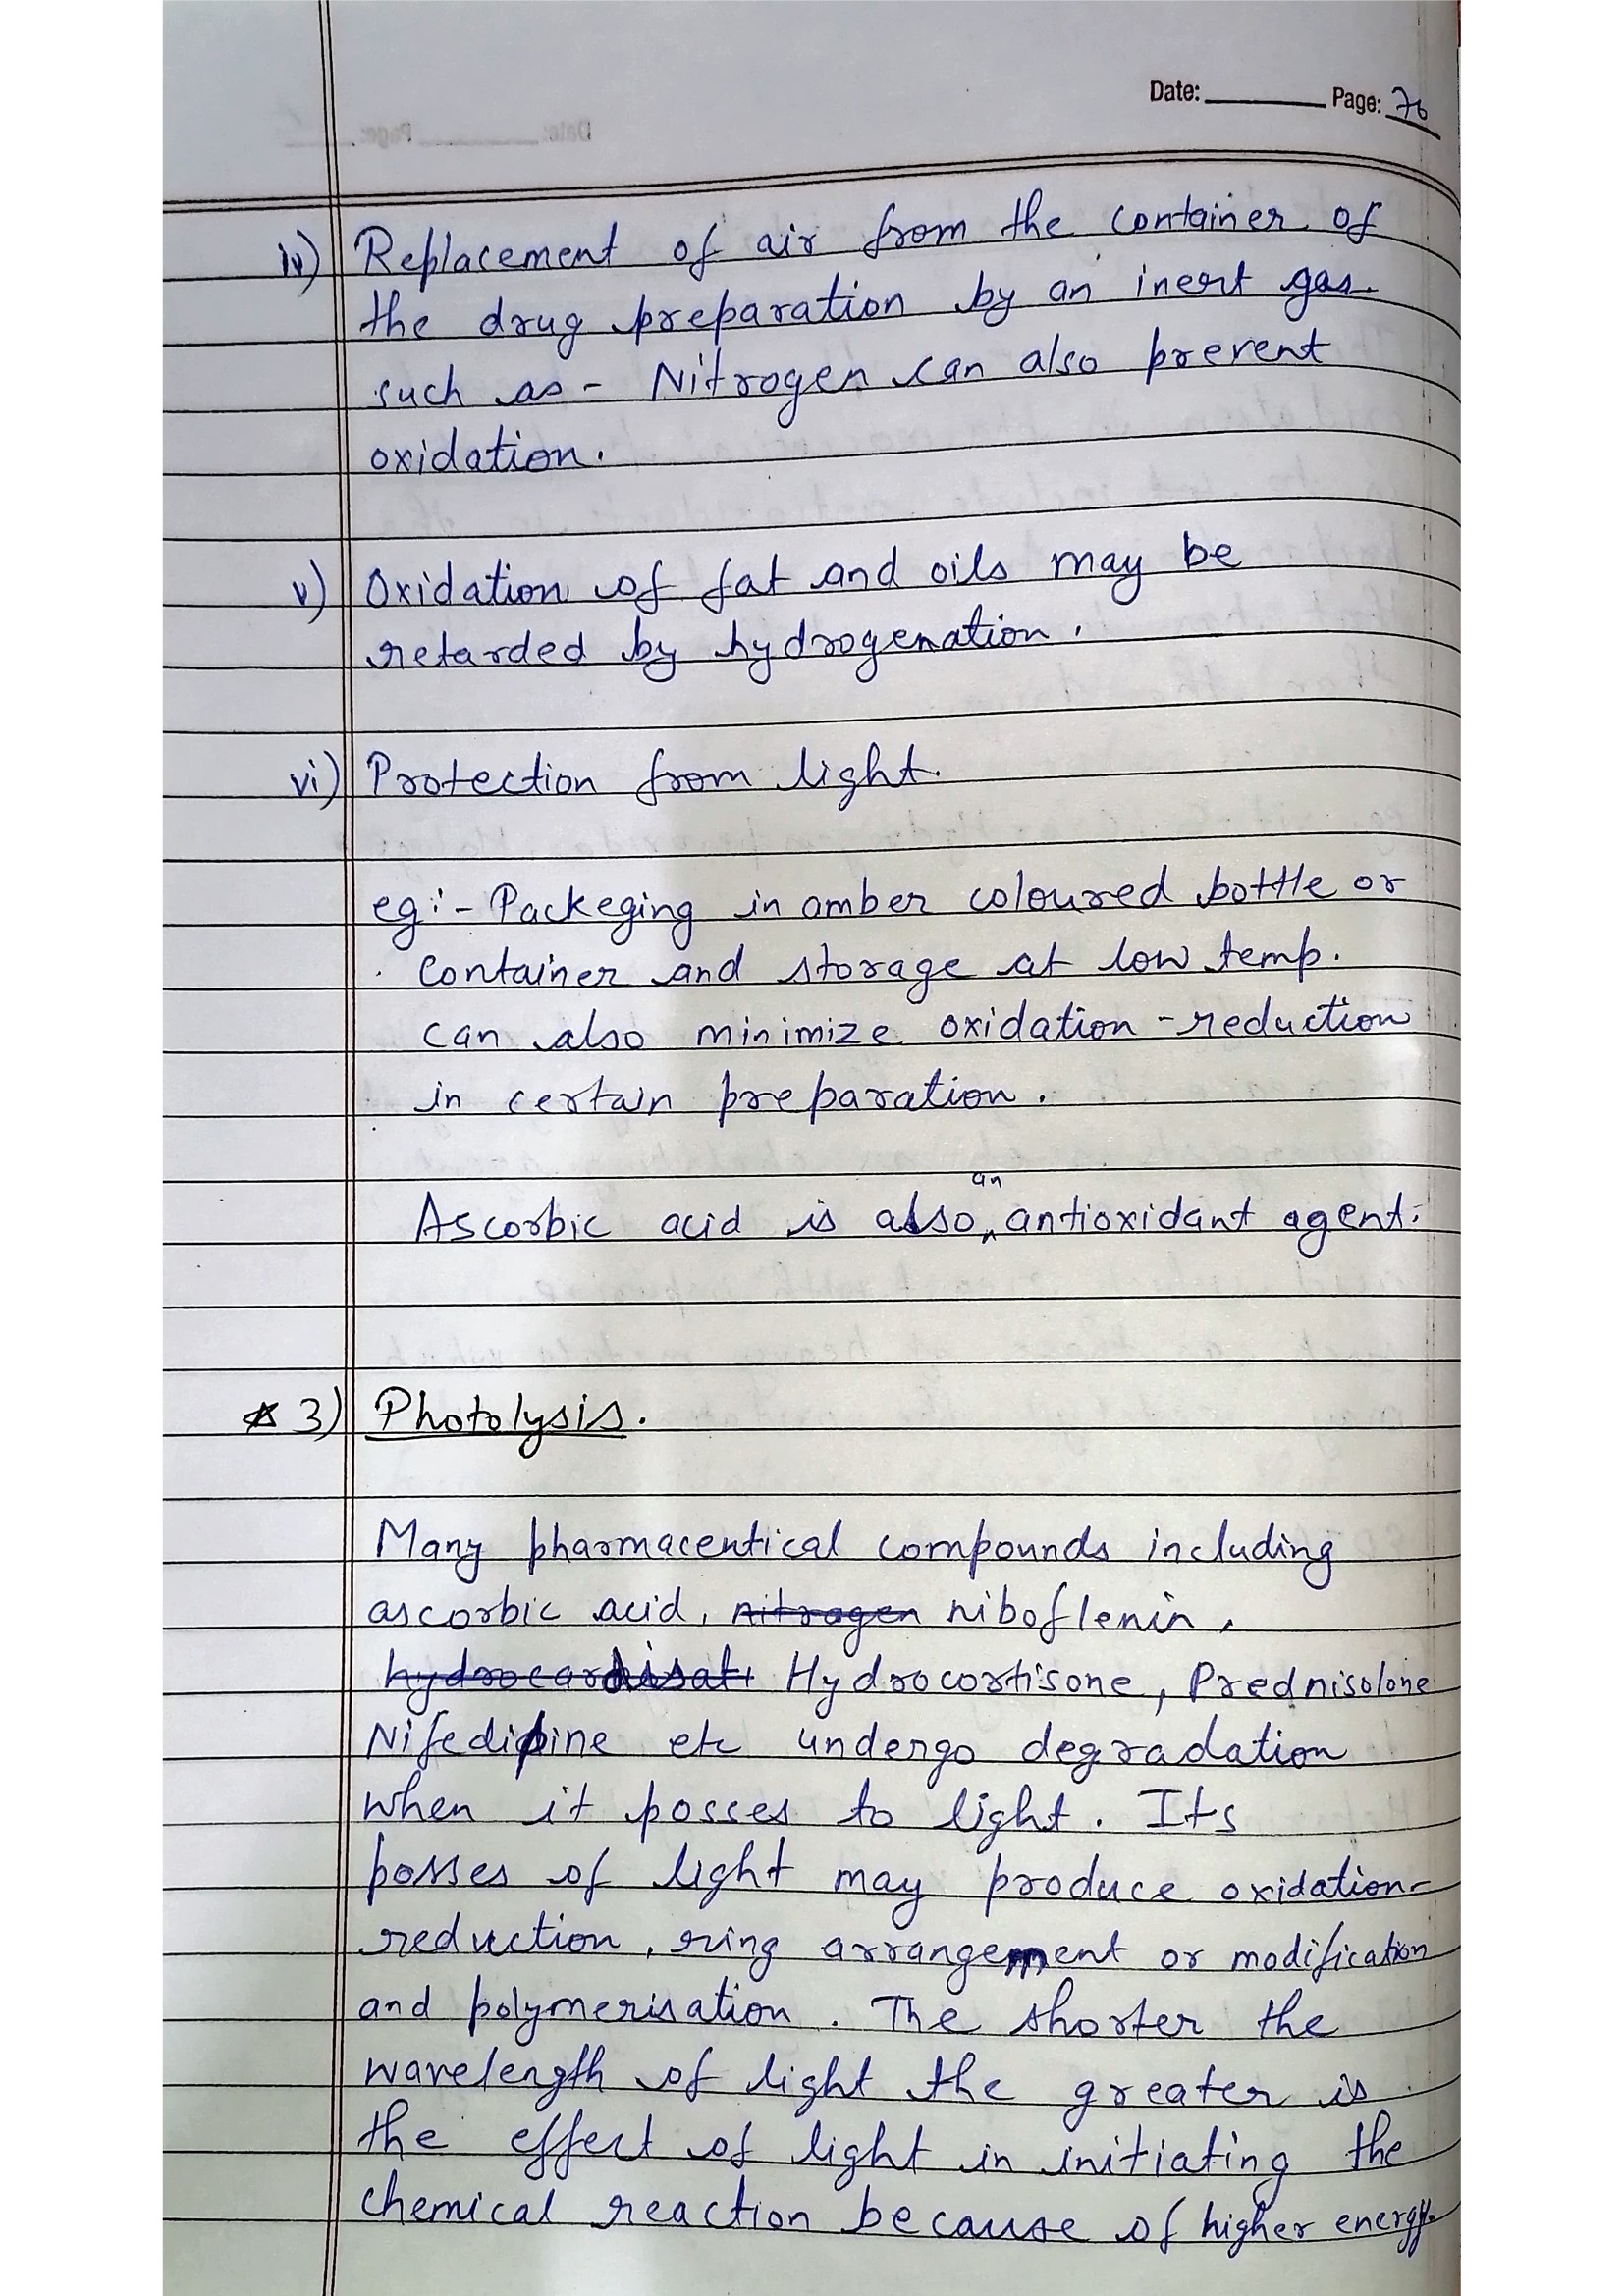 Date: Page: 76
iv) Replacement of air from the container of
the drug preparation by an inert gas.
such as - Nitrogen can also prevent
oxidation.
v) Oxidation of fat and oils may be
retarded by hydrogenation.
vi) Protection from light.
eg:- Packeging in amber coloured bottle or
container and storage at low temp.
can also minimize oxidation-reduction
in certain preparation.
Ascorbic acid is also an antioxidant agent.
3) Photolysis.
Many pharmaceutical compounds including
ascorbic acid, nitrogen riboflenin,
Hydrocortisone, Prednisolone
Nifedipine etc undergo degradation
when it posses to light. Its
posses of light may produce oxidation-
reduction, ring arrangement or modification
and polymerisation. The shorter the
wavelength of light the greater is
the effect of light in initiating the
chemical reaction because of higher energy.